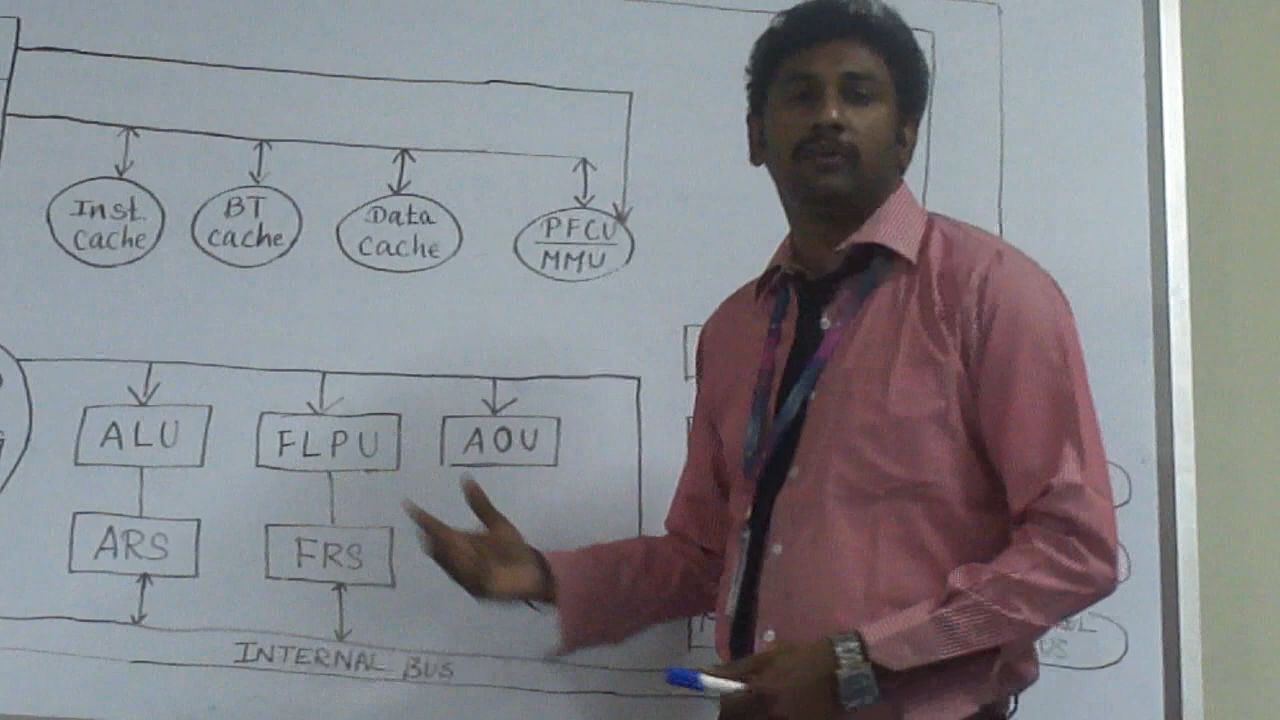 Inst.
cache
BT
cache
Data
cache
PFCU
MMU
ALU
FLPU
AOU
ARS
FRS
INTERNAL BUS